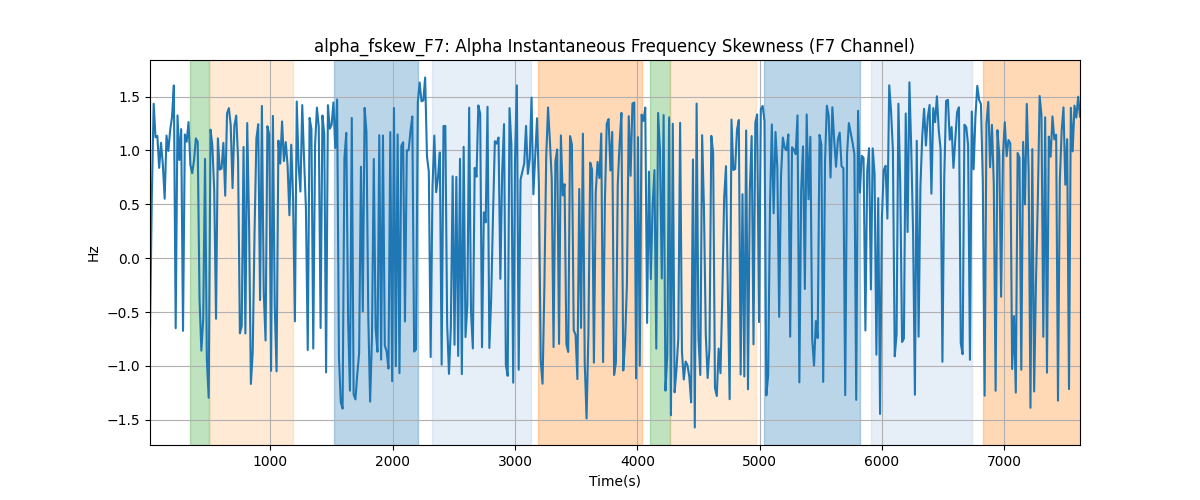 alpha_fskew_F7: Alpha Instantaneous Frequency Skewness (F7 Channel)
1.5
1.0
0.5
0.0
−0.5
−1.0
−1.5
Hz
1000 2000 3000 4000 5000 6000 7000
Time(s)